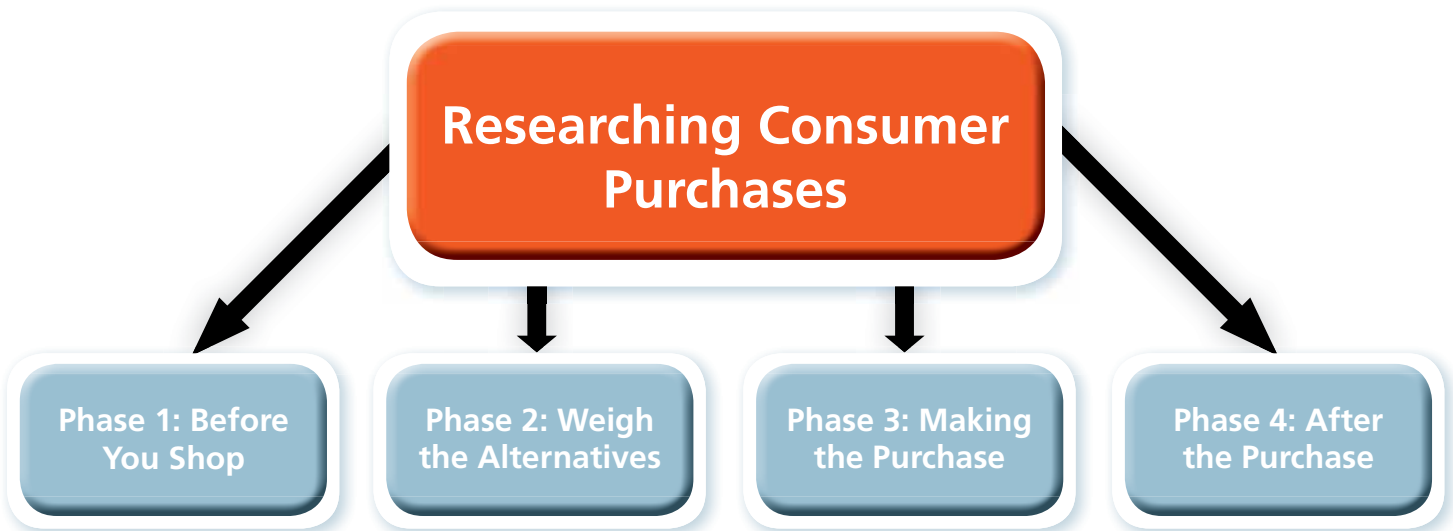 Researching Consumer
Purchases
Phase 1: Before
You Shop
Phase 2: Weigh
the Alternatives
Phase 3: Making
the Purchase
Phase 4: After
the Purchase